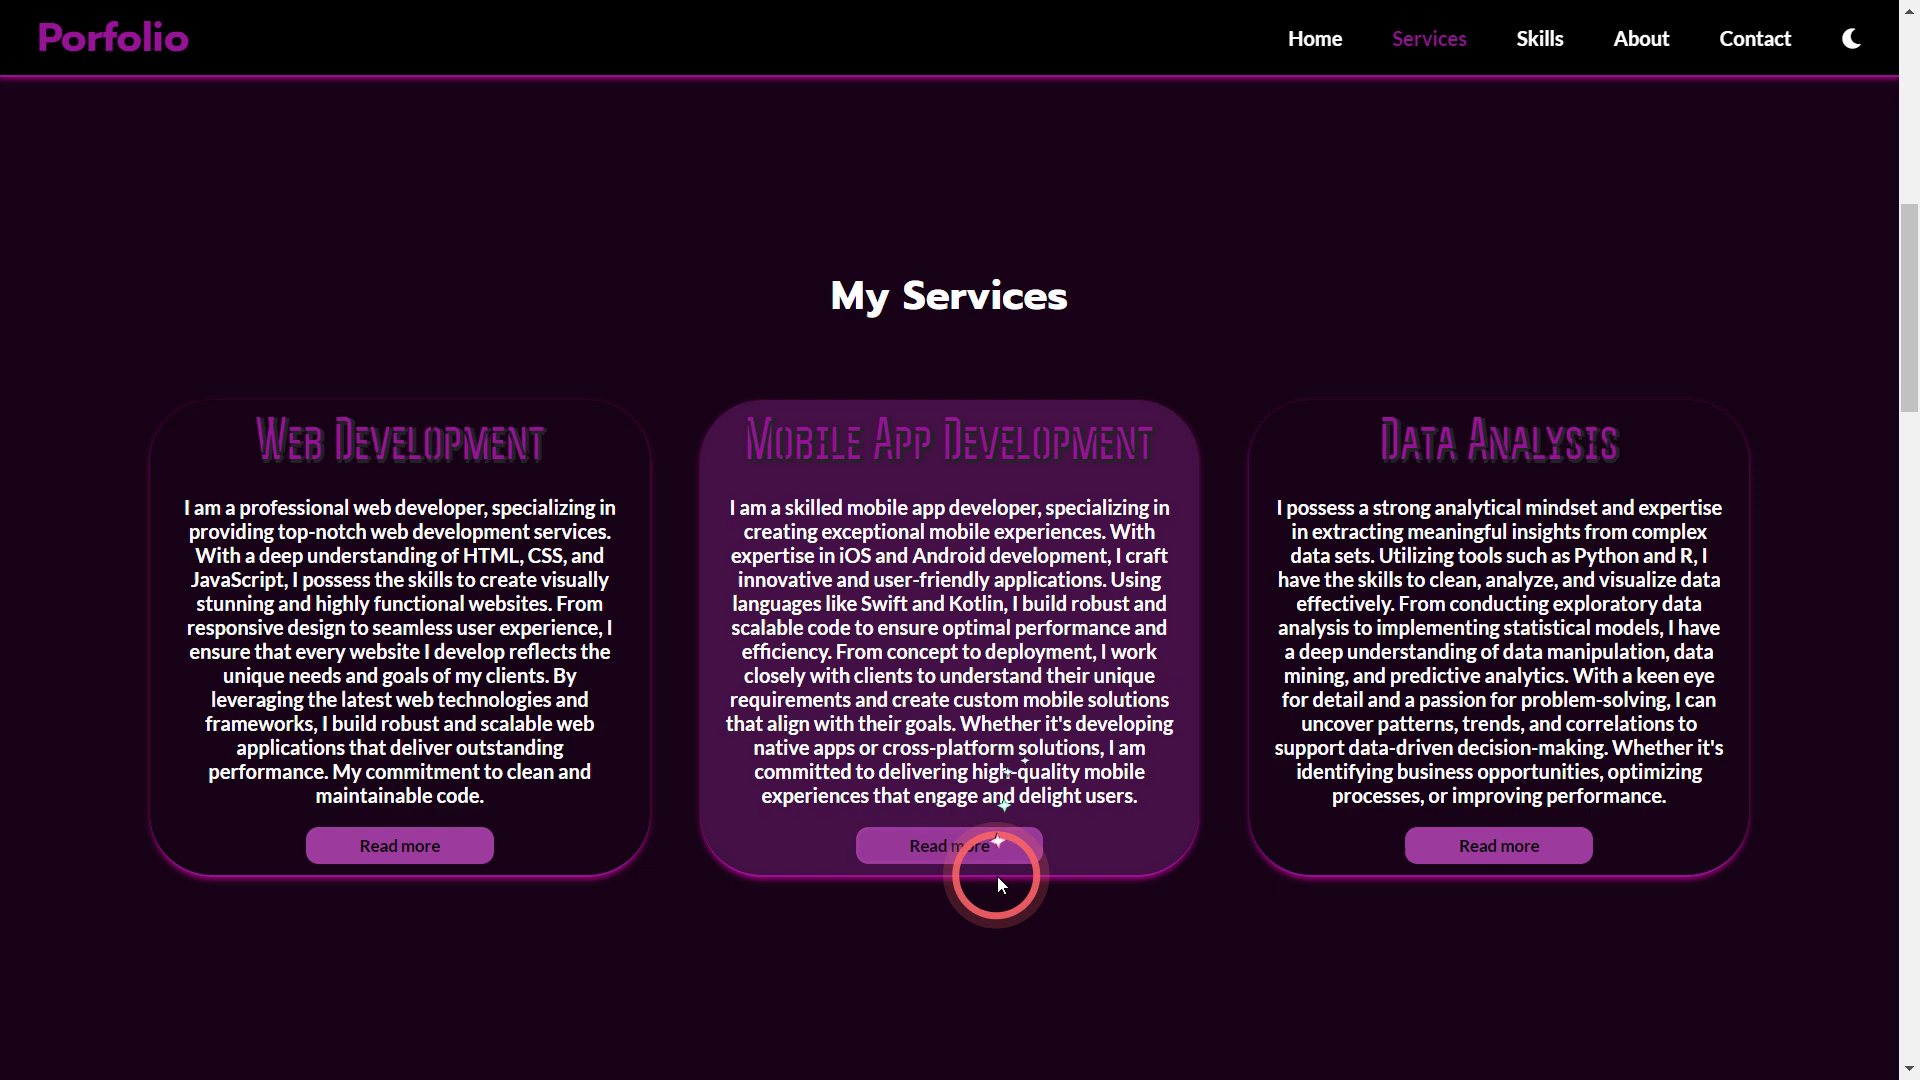 Porfolio
Home Services Skills About Contact
My Services
Web Development
I am a professional web developer, specializing in
providing top-notch web development services.
With a deep understanding of HTML, CSS, and
JavaScript, I possess the skills to create visually
stunning and highly functional websites. From
responsive design to seamless user experience, I
ensure that every website I develop reflects the
unique needs and goals of my clients. By
leveraging the latest web technologies and
frameworks, I build robust and scalable web
applications that deliver outstanding
performance. My commitment to clean and
maintainable code.
Read more
Mobile App Development
I am a skilled mobile app developer, specializing in
creating exceptional mobile experiences. With
expertise in iOS and Android development, I craft
innovative and user-friendly applications. Using
languages like Swift and Kotlin, I build robust and
scalable code to ensure optimal performance and
efficiency. From concept to deployment, I work
closely with clients to understand their unique
requirements and create custom mobile solutions
that align with their goals. Whether it's developing
native apps or cross-platform solutions, I am
committed to delivering high-quality mobile
experiences that engage and delight users.
Read more
Data Analysis
I possess a strong analytical mindset and expertise
in extracting meaningful insights from complex
data sets. Utilizing tools such as Python and R, I
have the skills to clean, analyze, and visualize data
effectively. From conducting exploratory data
analysis to implementing statistical models, I have
a deep understanding of data manipulation, data
mining, and predictive analytics. With a keen eye
for detail and a passion for problem-solving, I can
uncover patterns, trends, and correlations to
support data-driven decision-making. Whether it's
identifying business opportunities, optimizing
processes, or improving performance.
Read more